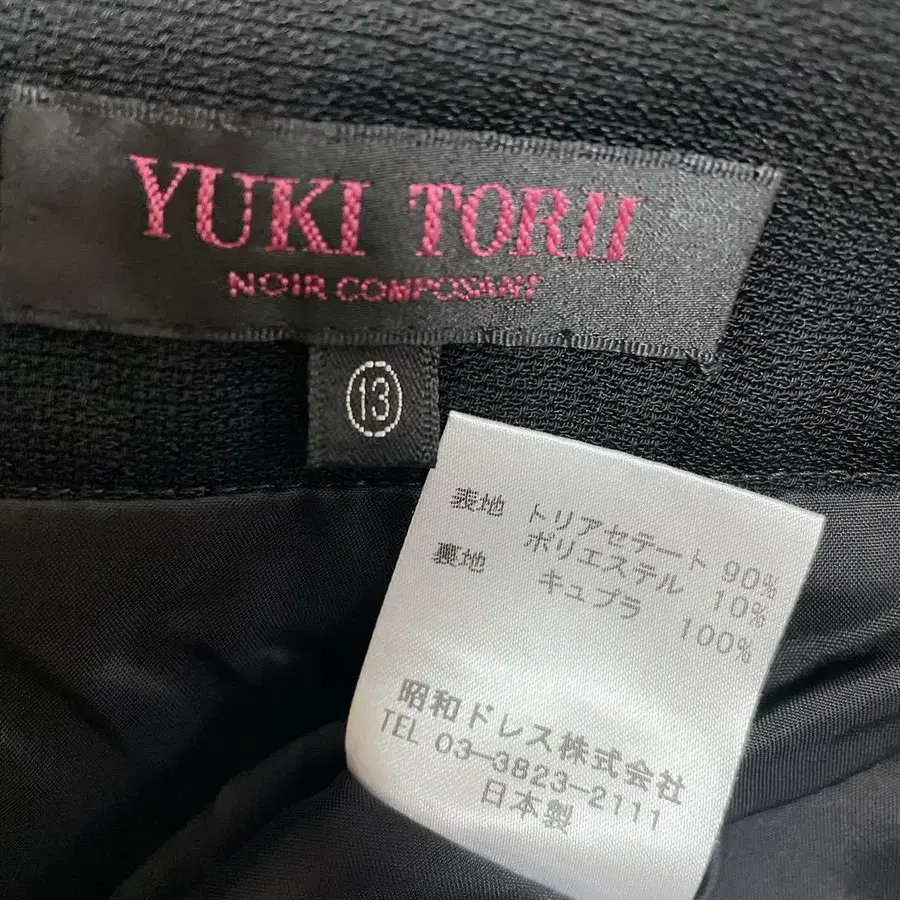 YUKI TORII
NOIR COMPOSANT
13
表地 トリアセテート 90%
ポリエステル 10%
裏地 キュプラ 100%
昭和ドレス株式会社
TEL 03-3823-2111
日本製